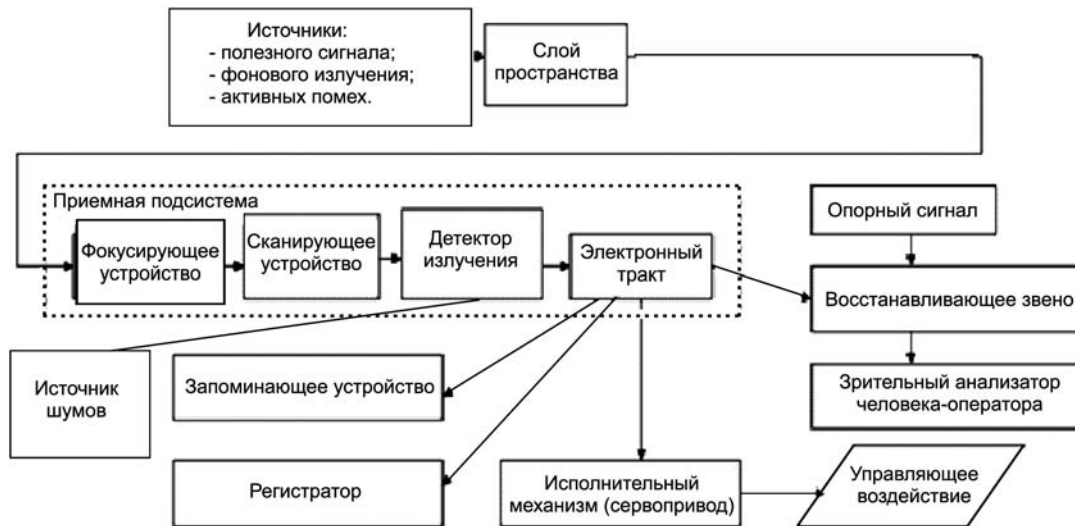 Источники:
- полезного сигнала;
- фонового излучения;
- активных помех.
Слой
пространства
Приемная подсистема
Фокусирующее
устройство
Сканирующее
устройство
Детектор
излучения
Электронный
тракт
Опорный сигнал
Восстанавливающее звено
Зрительный анализатор
человека-оператора
Источник
шумов
Запоминающее устройство
Регистратор
Исполнительный
механизм (сервопривод)
Управляющее
воздействие